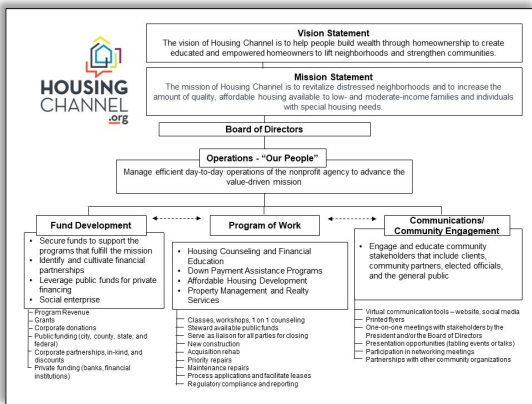 HOUSING
CHANNEL
.org
Vision Statement
The vision of Housing Channel is to help people build wealth through homeownership to create
educated and empowered homeowners to lift neighborhoods and strengthen communities.
Mission Statement
The mission of Housing Channel is to revitalize distressed neighborhoods and to increase the
amount of quality, affordable housing available to low- and moderate-income families and individuals
with special housing needs.
Board of Directors
Operations - “Our People”
Manage efficient day-to-day operations of the nonprofit agency to advance the
value-driven mission
Fund Development
• Secure funds to support the
programs that fulfill the mission
• Identify and cultivate financial
partnerships
• Leverage public funds for private
financing
• Social enterprise
Program Revenue
Grants
Corporate donations
Public funding (city, county, state, and
federal)
Corporate partnerships, in-kind, and
discounts
Private funding (banks, financial
institutions)
Program of Work
• Housing Counseling and Financial
Education
• Down Payment Assistance Programs
• Affordable Housing Development
• Property Management and Realty
Services
Classes, workshops, 1 on 1 counseling
Steward available public funds
Serve as liaison for all parties for closing
New construction
Acquisition rehab
Priority repairs
Maintenance repairs
Process applications and facilitate leases
Regulatory compliance and reporting
Communications/
Community Engagement
• Engage and educate community
stakeholders that include clients,
community partners, elected officials,
and the general public
Virtual communication tools – website, social media
Printed flyers
One-on-one meetings with stakeholders by the
President and/or the Board of Directors
Presentation opportunities (tabling events or talks)
Participation in networking meetings
Partnerships with other community organizations